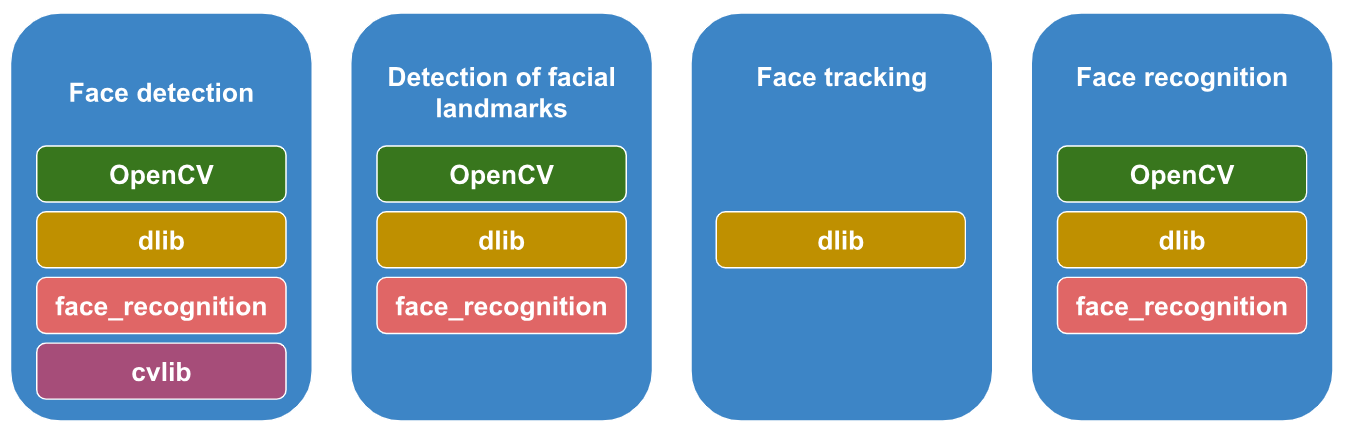 Face detection
OpenCV
dlib
face_recognition
cvlib
Detection of facial
landmarks
OpenCV
dlib
face_recognition
Face tracking
dlib
Face recognition
OpenCV
dlib
face_recognition